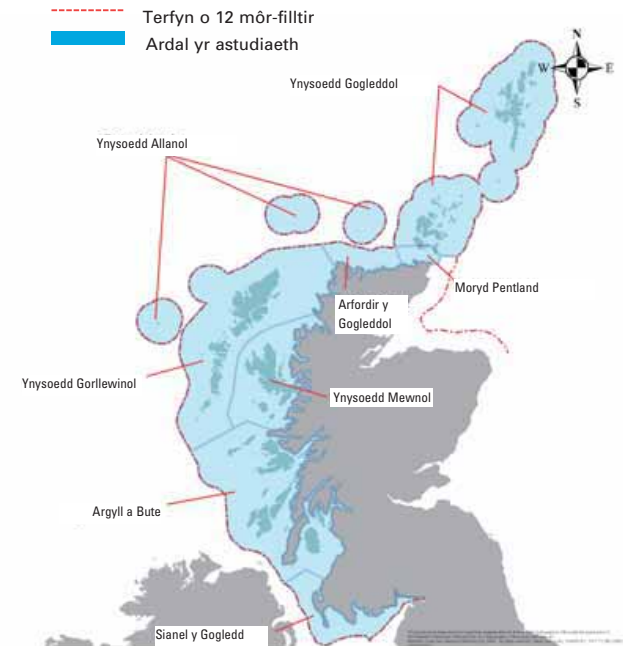 Terfyn o 12 môr-filltir
Ardal yr astudiaeth
N
W
E
S
Ynysoedd Gogleddol
Ynysoedd Allanol
Moryd Pentland
Arfordir y
Gogleddol
Ynysoedd Gorllewinol
Ynysoedd Mewnol
Argyll a Bute
Sianel y Gogledd